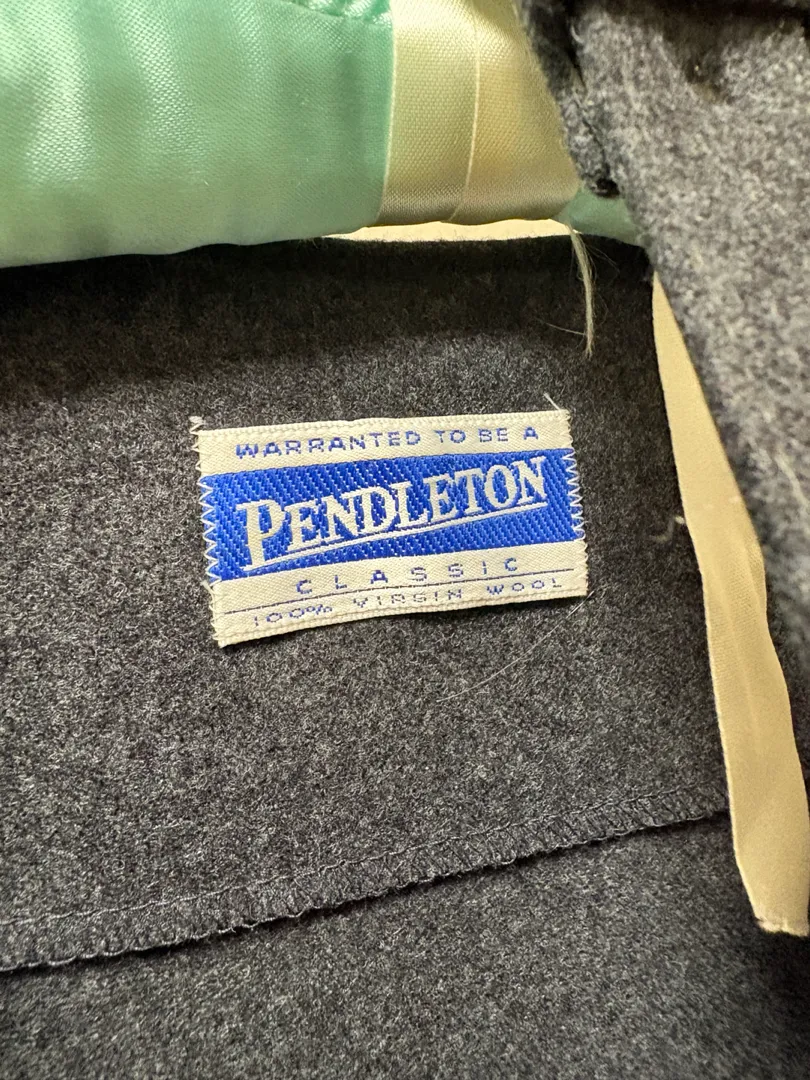 WARRANTED TO BE A
PENDLETON
CLASSIC
100% VIRGIN WOOL